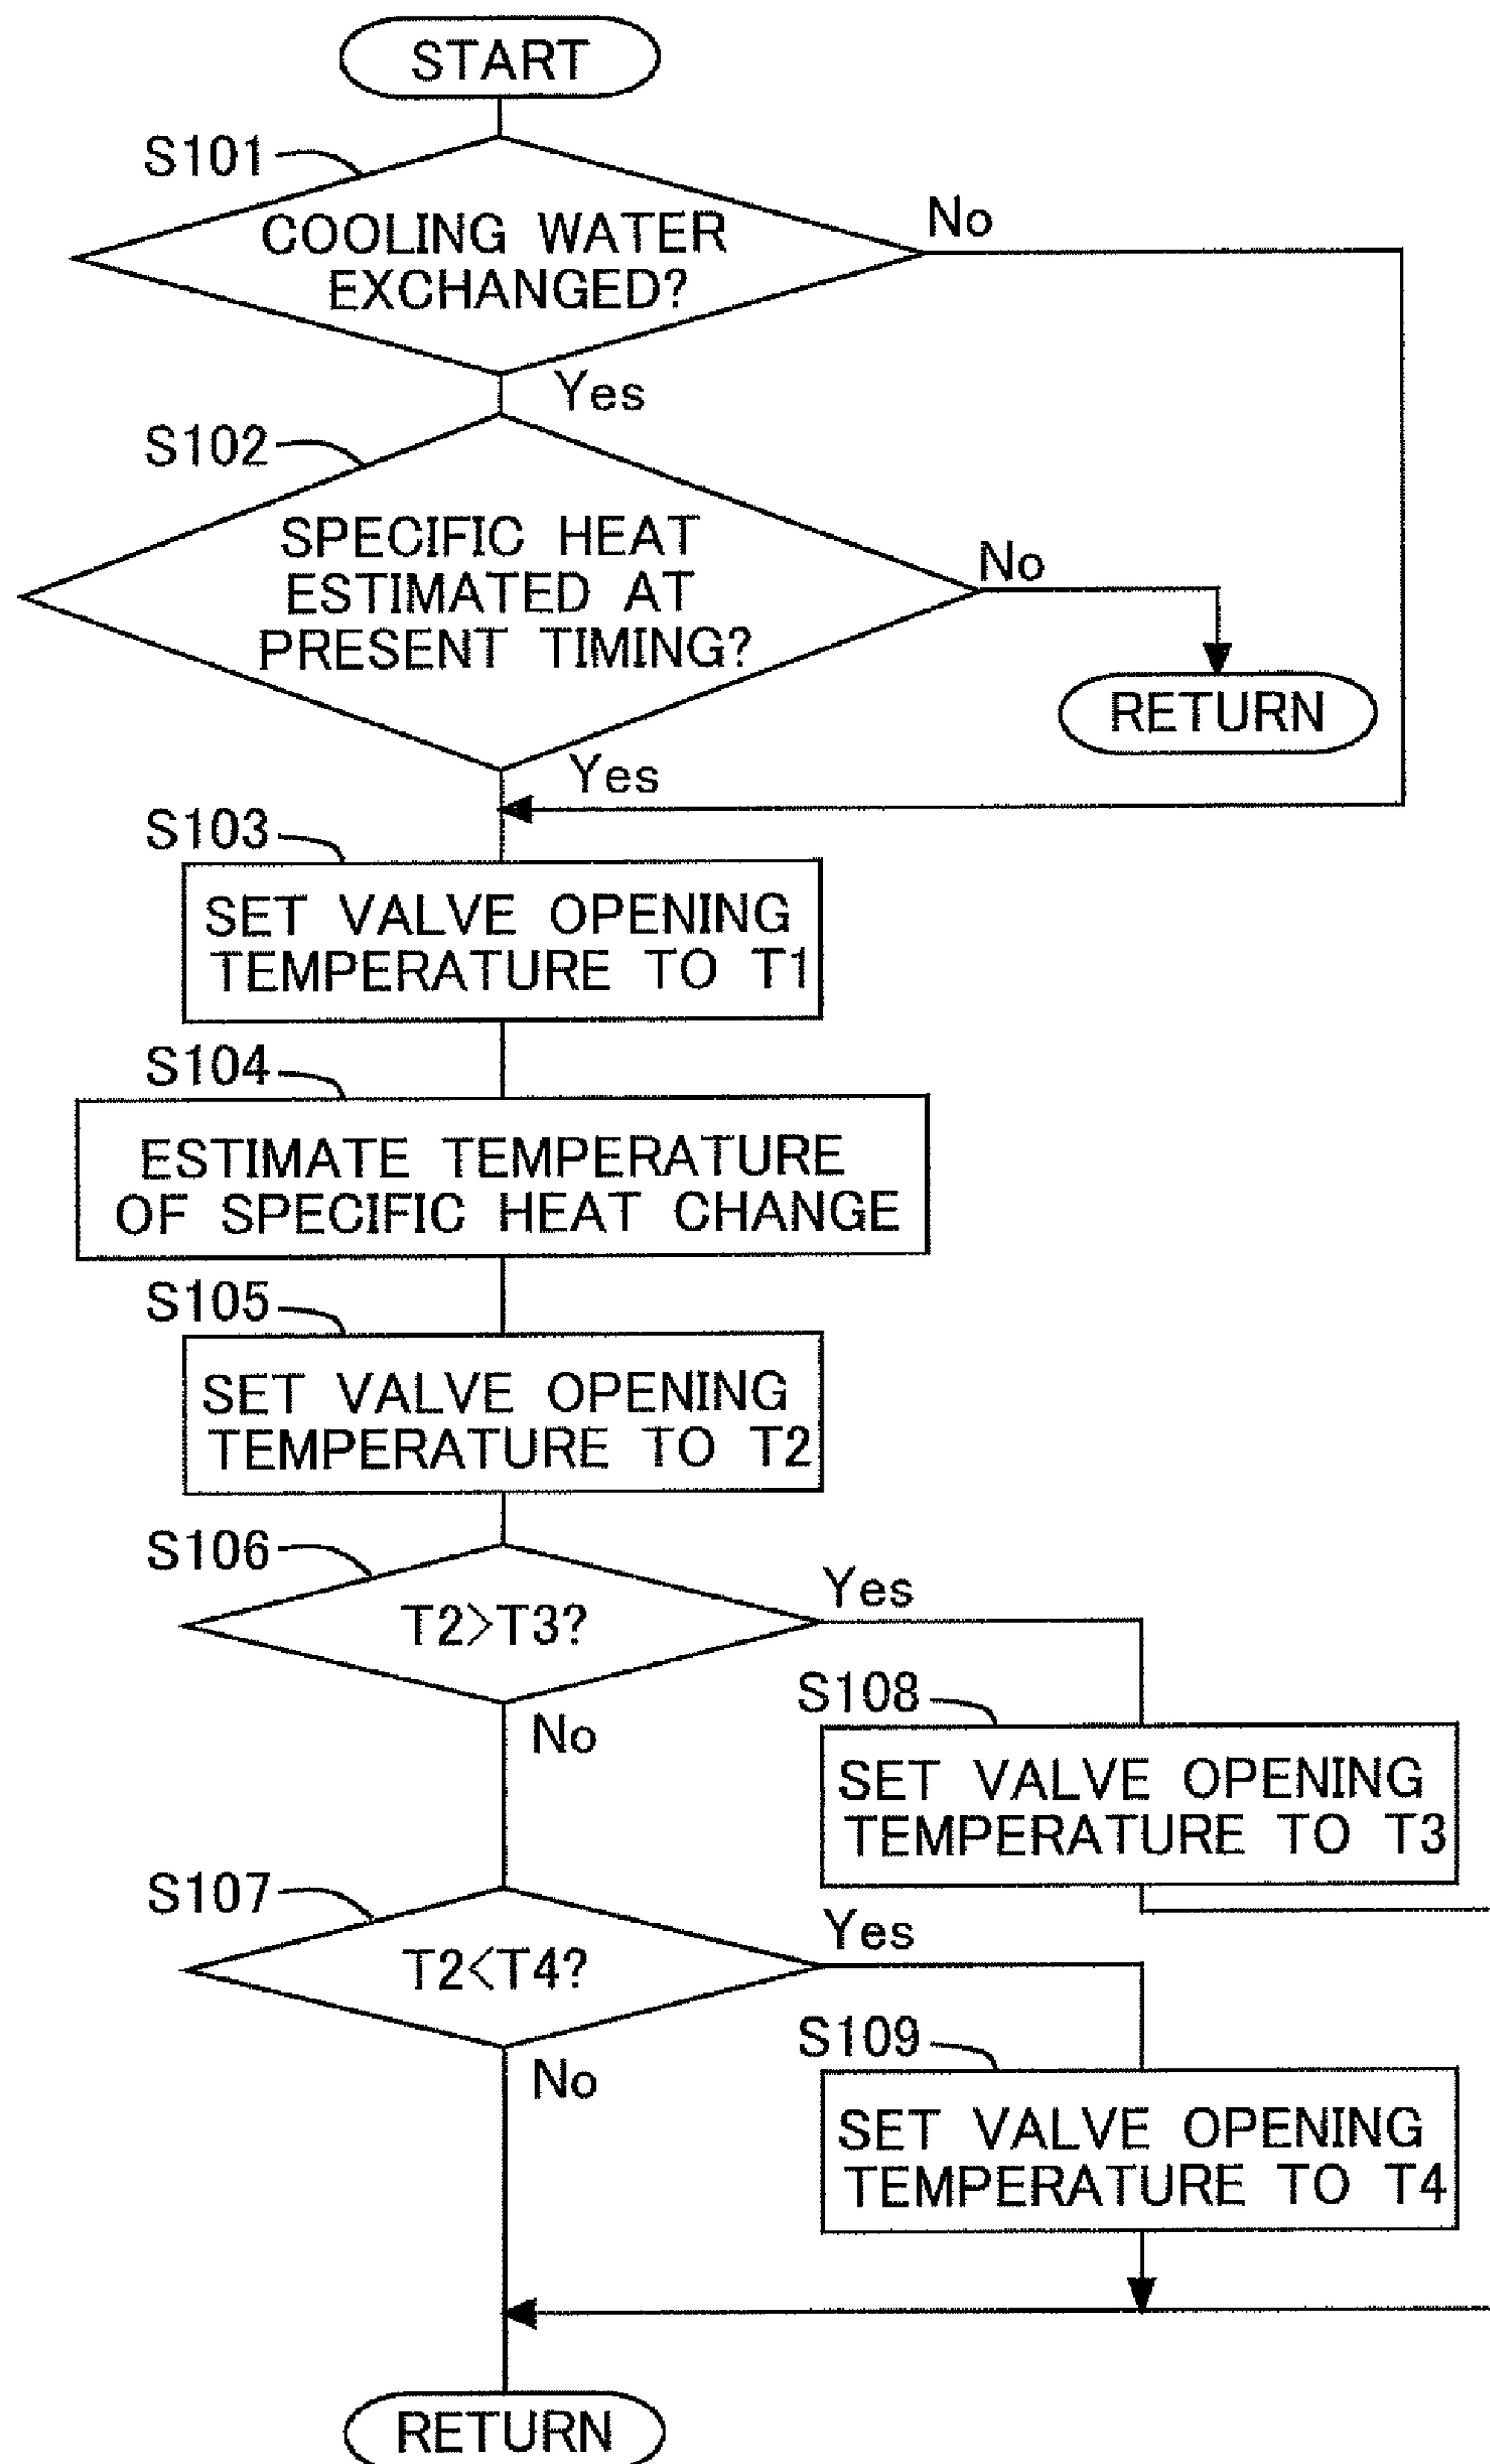 START
S101
COOLING WATER
EXCHANGED?
No
Yes
S102
SPECIFIC HEAT
ESTIMATED AT
PRESENT TIMING?
No
RETURN
Yes
S103
SET VALVE OPENING
TEMPERATURE TO T1
S104
ESTIMATE TEMPERATURE
OF SPECIFIC HEAT CHANGE
S105
SET VALVE OPENING
TEMPERATURE TO T2
S106
T2>T3?
Yes
No
S108
SET VALVE OPENING
TEMPERATURE TO T3
S107
T2<T4?
Yes
No
S109
SET VALVE OPENING
TEMPERATURE TO T4
RETURN